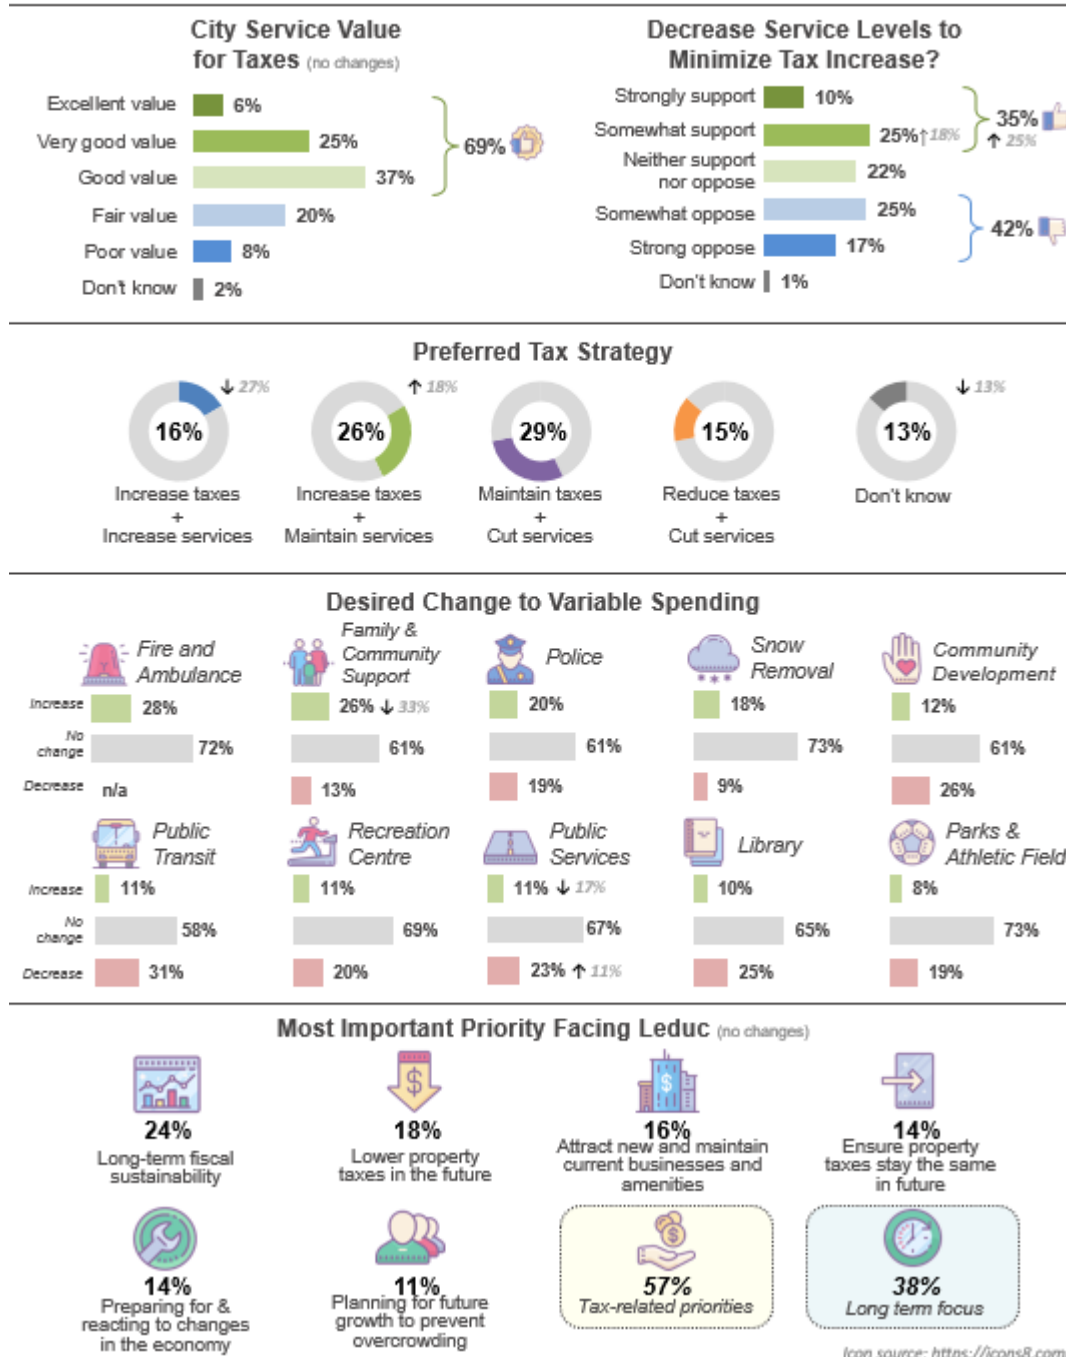 City Service Value
for Taxes (no changes)
Excellent value 6%
Very good value 25%
Good value 37%
Fair value 20%
Poor value 8%
Don't know 2%
69%
Decrease Service Levels to
Minimize Tax Increase?
Strongly support 10%
Somewhat support 25% ↑18%
Neither support
nor oppose 22%
Somewhat oppose 25%
Strong oppose 17%
Don't know 1%
35%
↑ 25%
42%
Preferred Tax Strategy
16% ↓ 27%
Increase taxes
+
Increase services
26% ↑ 18%
Increase taxes
+
Maintain services
29%
Maintain taxes
+
Cut services
15%
Reduce taxes
+
Cut services
13% ↓ 13%
Don't know
Desired Change to Variable Spending
Fire and
Ambulance
Family &
Community
Support
Police
Snow
Removal
Community
Development
Increase 28% 26% ↓ 33% 20% 18% 12%
No
change 72% 61% 61% 73% 61%
Decrease n/a 13% 19% 9% 26%
Public
Transit
Recreation
Centre
Public
Services
Library
Parks &
Athletic Field
Increase 11% 11% 11% ↓ 17% 10% 8%
No
change 58% 69% 67% 65% 73%
Decrease 31% 20% 23% ↑ 11% 25% 19%
Most Important Priority Facing Leduc (no changes)
24%
Long-term fiscal
sustainability
18%
Lower property
taxes in the future
16%
Attract new and maintain
current businesses and
amenities
14%
Ensure property
taxes stay the same
in future
14%
Preparing for &
reacting to changes
in the economy
11%
Planning for future
growth to prevent
overcrowding
57%
Tax-related priorities
38%
Long term focus
Icon source: https://icons8.com